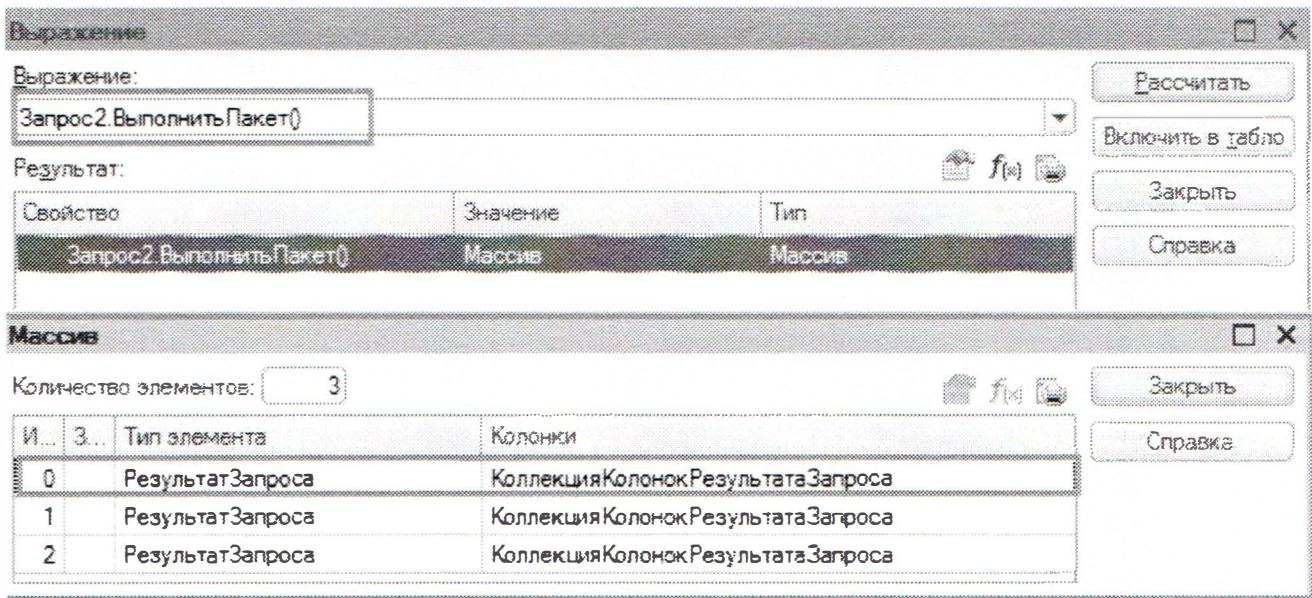 Выражение
Выражение:
Рассчитать
Запрос2.ВыполнитьПакет()
Включить в табло
Результат:
f(x)
Закрыть
Свойство Значение Тип
Справка
Запрос2.ВыполнитьПакет() Массив Массив
Массив
Количество элементов: 3
f(x)
Закрыть
И... З... Тип элемента Колонки
Справка
0 РезультатЗапроса КоллекцияКолонокРезультатаЗапроса
1 РезультатЗапроса КоллекцияКолонокРезультатаЗапроса
2 РезультатЗапроса КоллекцияКолонокРезультатаЗапроса